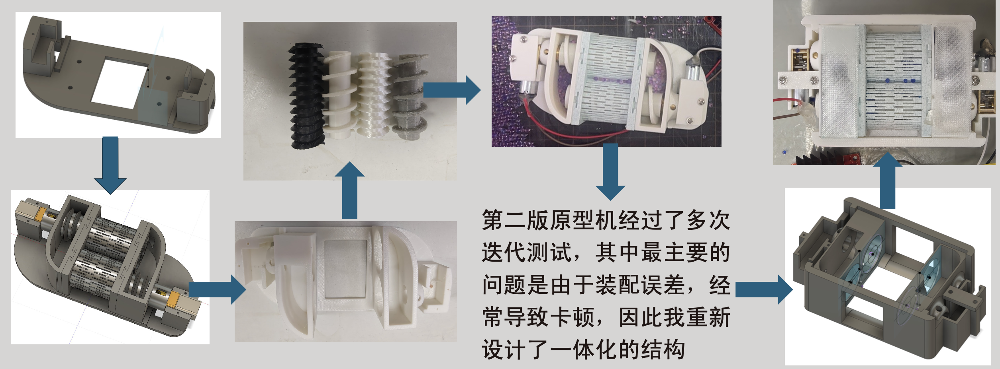 第二版原型机经过了多次
迭代测试，其中最主要的
问题是由于装配误差，经
常导致卡顿，因此我重新
设计了一体化的结构